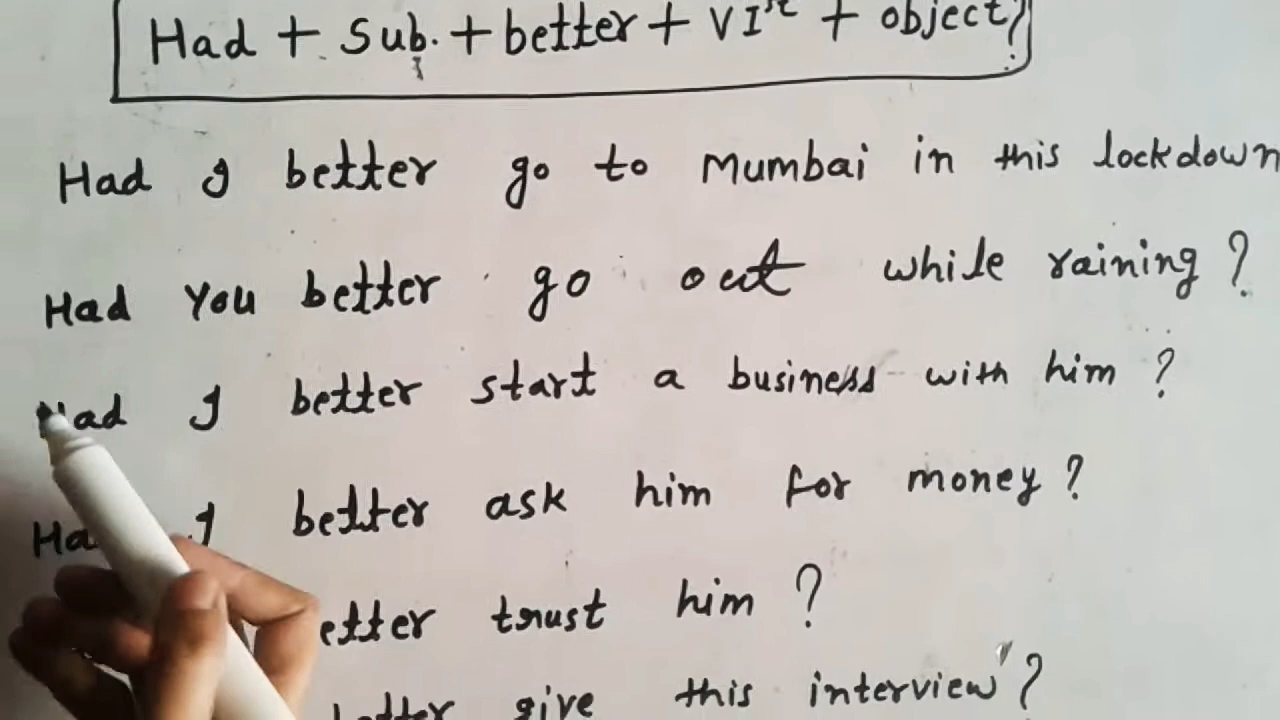 Had + Sub. + better + VIst + object?
Had I better go to Mumbai in this lockdown
Had You better go out while raining ?
Had I better start a business with him ?
I better ask him for money ?
trust him ?
give this interview ?